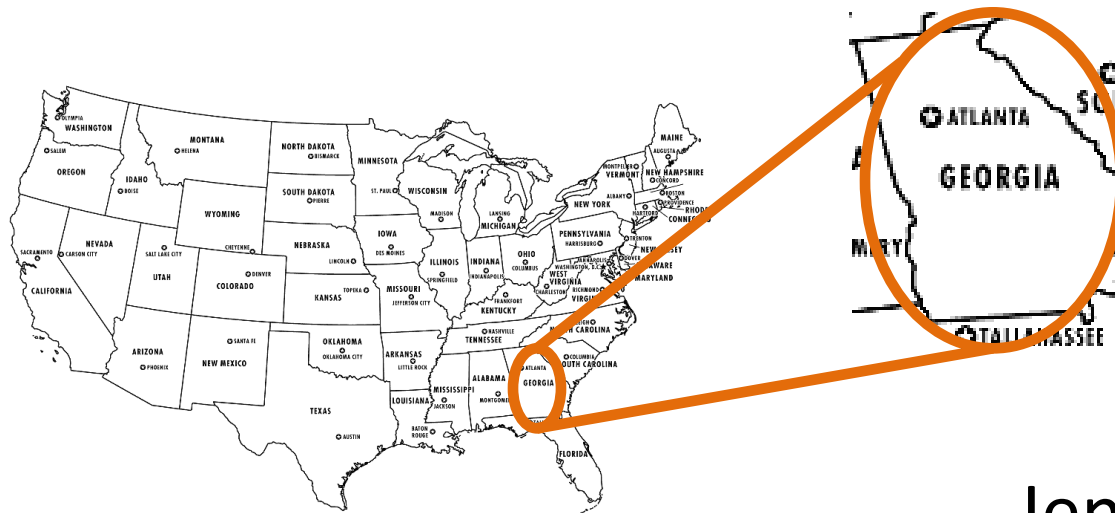 OLYMPIA
WASHINGTON
SALEM
OREGON
IDAHO
BOISE
MONTANA
HELENA
NORTH DAKOTA
BISMARCK
MINNESOTA
ST. PAUL
SOUTH DAKOTA
PIERRE
WYOMING
CHEYENNE
NEBRASKA
LINCOLN
SACRAMENTO
NEVADA
CARSON CITY
CALIFORNIA
SALT LAKE CITY
UTAH
DENVER
COLORADO
TOPEKA
KANSAS
IOWA
DES MOINES
MISSOURI
JEFFERSON CITY
WISCONSIN
MADISON
LANSING
MICHIGAN
ILLINOIS
SPRINGFIELD
INDIANA
INDIANAPOLIS
OHIO
COLUMBUS
FRANKFORT
KENTUCKY
WEST
VIRGINIA
CHARLESTON
RICHMOND
PENNSYLVANIA
HARRISBURG
NEW YORK
ALBANY
MONTPELIER
VERMONT
MAINE
AUGUSTA
NEW HAMPSHIRE
CONCORD
BOSTON
PROVIDENCE
HARTFORD
TRENTON
DOVER
ANNAPOLIS
WASHINGTON, D.C.
MARYLAND
ARIZONA
PHOENIX
SANTA FE
NEW MEXICO
OKLAHOMA
OKLAHOMA CITY
TEXAS
AUSTIN
ARKANSAS
LITTLE ROCK
LOUISIANA
BATON
ROUGE
MISSISSIPPI
JACKSON
ALABAMA
NASHVILLE
TENNESSEE
COLUMBIA
ATLANTA
GEORGIA
FLORIDA
ATLANTA
GEORGIA
TALLAHASSEE